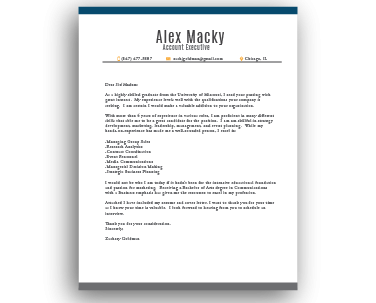 Alex Macky
Account Executive
(847) 477-8887 zachgoldman@gmail.com Chicago, IL
Dear Sir/Madam:
As a highly skilled graduate from the University of Missouri, I read your posting with
great interest. My experience levels well with the qualifications your company is
seeking. I am certain I would make a valuable addition to your organization.
With more than 6 years of experience in various roles, I am proficient in many different
skills that able me to be a great candidate for the position. I am am skilled in strategy
development, marketing, leadership, management, and event planning. While my
hands-on experience has made me a well-rounded person, I excel in:
-Managing Group Sales
-Research Analytics
-Contract Coordination
-Event Personnel
-Media Communications
-Managerial Decision Making
-Strategic Business Planning
I would not be who I am today if it hadn't been for the intensive educational foundation
and passion for marketing. Receiving a Bachelor of Arts degree in Communications
with a Business emphasis has given me the resources to excel in my profession.
Attached I have included my resume and cover letter. I want to thank you for your time
as I know your time is valuable. I look forward to hearing from you to schedule an
interview.
Thank you for your consideration.
Sincerely,
Zachary Goldman